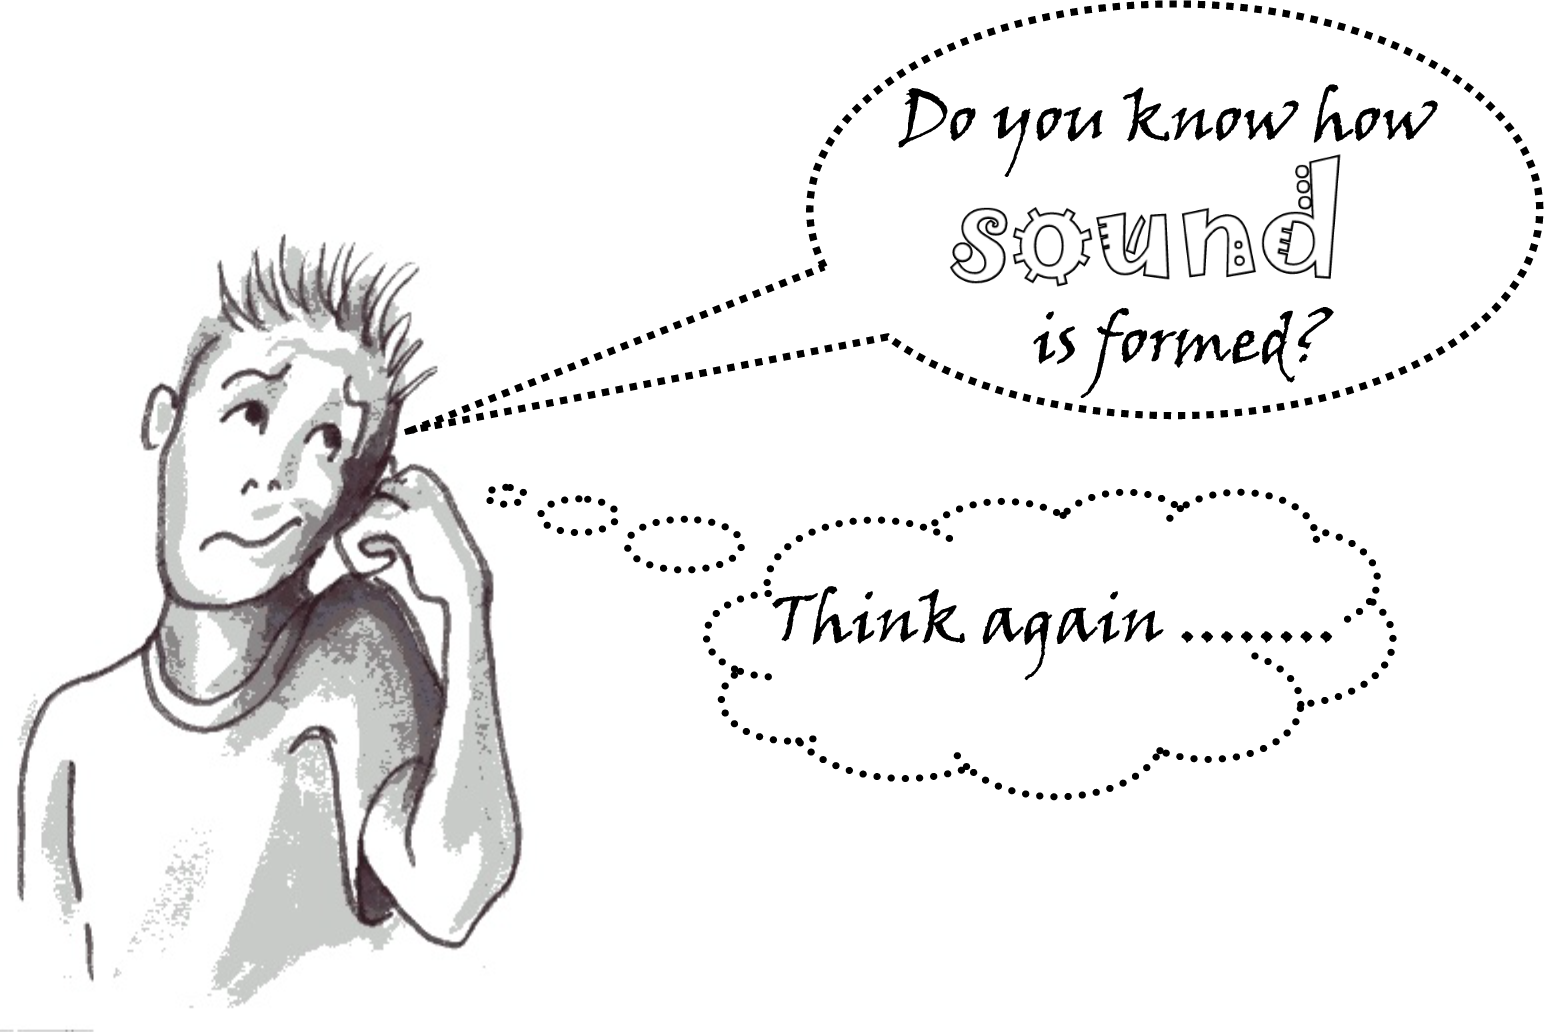 Do you know how
sound
is formed?
Think again ........